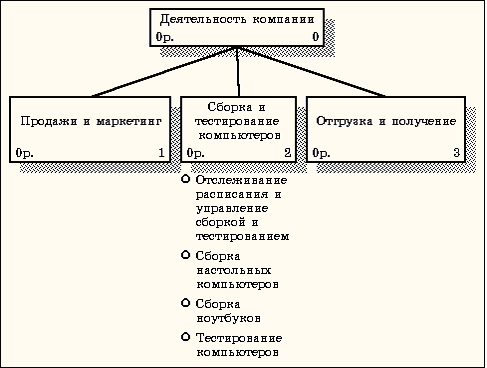 Деятельность компании
0р. 0
Продажи и маркетинг
0р. 1
Сборка и
тестирование
компьютеров
0р. 2
Отгрузка и получение
0р. 3
Отслеживание
расписания и
управление
сборкой и
тестированием
Сборка
настольных
компьютеров
Сборка
ноутбуков
Тестирование
компьютеров